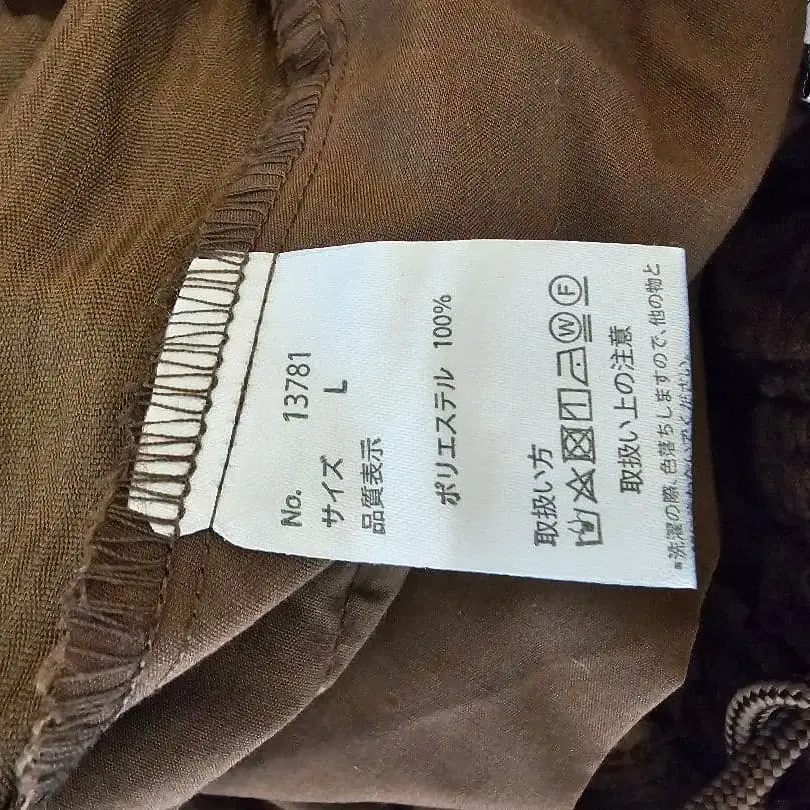 No. 13781
サイズ L
品質表示
ポリエステル 100%
取扱い方
W F
取扱い上の注意
*洗濯の際、色落ちしますので、他の物と